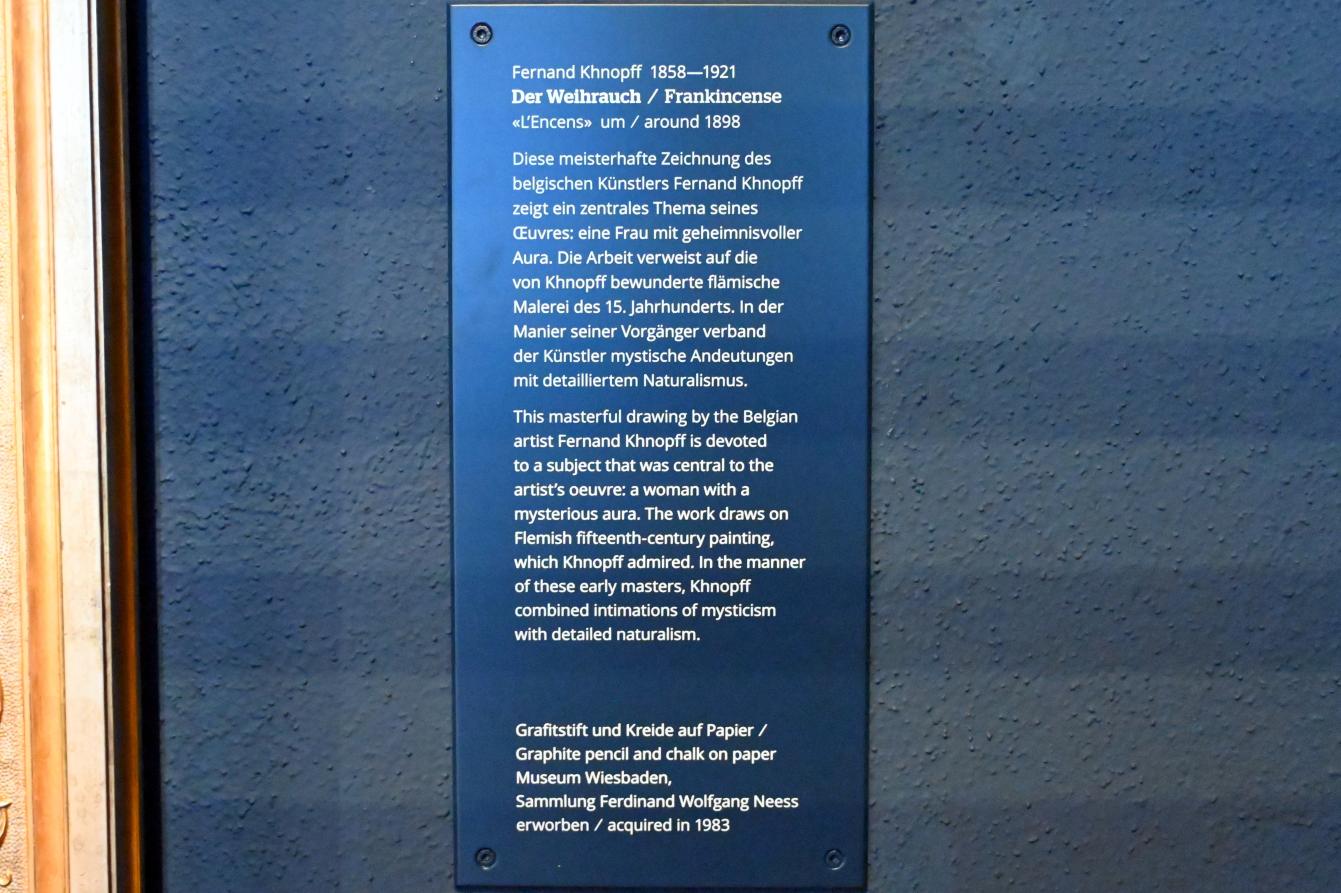 Fernand Khnopff 1858—1921
Der Weihrauch / Frankincense
«L'Encens» um / around 1898
Diese meisterhafte Zeichnung des
belgischen Künstlers Fernand Khnopff
zeigt ein zentrales Thema seines
Œuvres: eine Frau mit geheimnisvoller
Aura. Die Arbeit verweist auf die
von Khnopff bewunderte flämische
Malerei des 15. Jahrhunderts. In der
Manier seiner Vorgänger verband
der Künstler mystische Andeutungen
mit detailliertem Naturalismus.
This masterful drawing by the Belgian
artist Fernand Khnopff is devoted
to a subject that was central to the
artist's oeuvre: a woman with a
mysterious aura. The work draws on
Flemish fifteenth-century painting,
which Khnopff admired. In the manner
of these early masters, Khnopff
combined intimations of mysticism
with detailed naturalism.
Grafitstift und Kreide auf Papier /
Graphite pencil and chalk on paper
Museum Wiesbaden,
Sammlung Ferdinand Wolfgang Neess
erworben / acquired in 1983